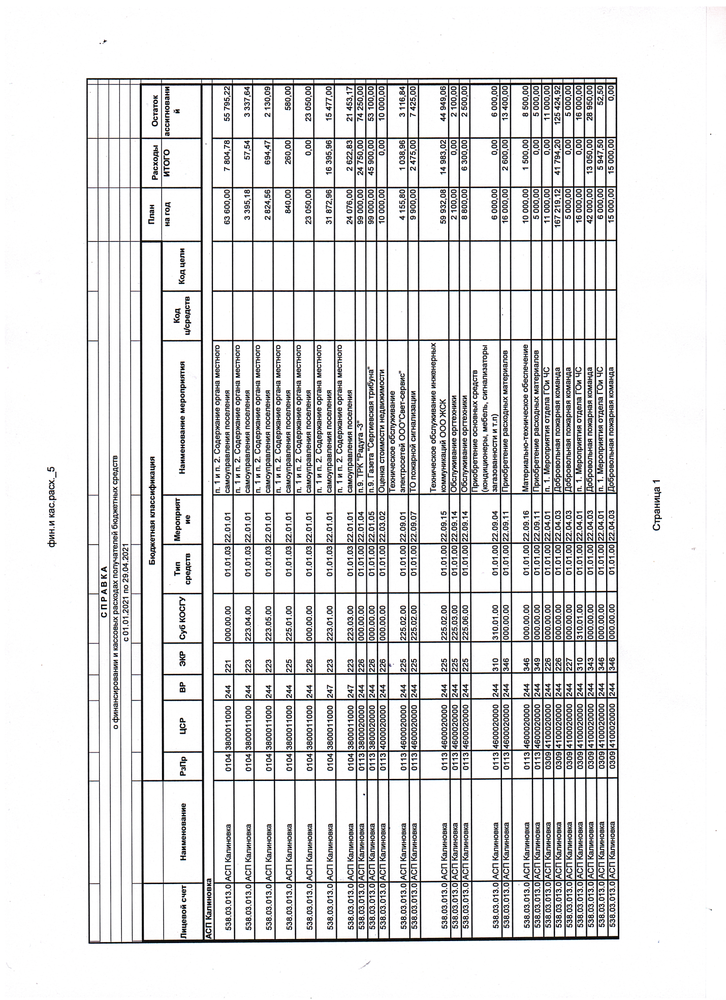 фин.и кас.расх._5
СПРАВКА
о финансировании и кассовых расходах получателей бюджетных средств
с 01.01.2021 по 29.04.2021
Бюджетная классификация План Расходы Остаток
Лицевой счет Наименование РзПр ЦСР ВР ЭКР Суб КОСГУ Тип средств Мероприятие Наименование мероприятия Код ц/средств Код цели на год ИТОГО ассигнований
АСП Калиновка
538.03.013.0 АСП Калиновка 0104 3800011000 244 221 000.00.00 01.01.03 22.01.01 п. 1 и п. 2. Содержание органа местного самоуправления поселения 63 600,00 7 804,78 55 795,22
538.03.013.0 АСП Калиновка 0104 3800011000 244 223 223.04.00 01.01.03 22.01.01 п. 1 и п. 2. Содержание органа местного самоуправления поселения 3 395,18 57,54 3 337,64
538.03.013.0 АСП Калиновка 0104 3800011000 244 223 223.05.00 01.01.03 22.01.01 п. 1 и п. 2. Содержание органа местного самоуправления поселения 2 824,56 694,47 2 130,09
538.03.013.0 АСП Калиновка 0104 3800011000 244 225 225.01.00 01.01.03 22.01.01 п. 1 и п. 2. Содержание органа местного самоуправления поселения 840,00 260,00 580,00
538.03.013.0 АСП Калиновка 0104 3800011000 244 226 000.00.00 01.01.03 22.01.01 п. 1 и п. 2. Содержание органа местного самоуправления поселения 23 050,00 0,00 23 050,00
538.03.013.0 АСП Калиновка 0104 3800011000 247 223 223.01.00 01.01.03 22.01.01 п. 1 и п. 2. Содержание органа местного самоуправления поселения 31 872,96 16 395,96 15 477,00
538.03.013.0 АСП Калиновка 0104 3800011000 247 223 223.03.00 01.01.03 22.01.01 п. 1 и п. 2. Содержание органа местного самоуправления поселения 24 076,00 2 622,83 21 453,17
538.03.013.0 АСП Калиновка 0113 3800020000 244 226 000.00.00 01.01.00 22.01.04 п.9. ТРК "Радуга -3" 99 000,00 24 750,00 74 250,00
538.03.013.0 АСП Калиновка 0113 3800020000 244 226 000.00.00 01.01.00 22.01.05 п.9. Газета "Сергиевская трибуна" 99 000,00 45 900,00 53 100,00
538.03.013.0 АСП Калиновка 0113 4000020000 244 226 000.00.00 01.01.00 22.03.02 Оценка стоимости недвижимости 10 000,00 0,00 10 000,00
538.03.013.0 АСП Калиновка 0113 4600020000 244 225 225.02.00 01.01.00 22.09.01 Техническое обслуживание электросетей ООО"Свет-сервис" 4 155,80 1 038,96 3 116,84
538.03.013.0 АСП Калиновка 0113 4600020000 244 225 225.02.00 01.01.00 22.09.07 ТО пожарной сигнализации 9 900,00 2 475,00 7 425,00
538.03.013.0 АСП Калиновка 0113 4600020000 244 225 225.02.00 01.01.00 22.09.15 Техническое обслуживание инженерных коммуникаций ООО ЖСК 59 932,08 14 983,02 44 949,06
538.03.013.0 АСП Калиновка 0113 4600020000 244 225 225.03.00 01.01.00 22.09.14 Обслуживание оргтехники 2 100,00 0,00 2 100,00
538.03.013.0 АСП Калиновка 0113 4600020000 244 225 225.06.00 01.01.00 22.09.14 Обслуживание оргтехники 8 800,00 6 300,00 2 500,00
538.03.013.0 АСП Калиновка 0113 4600020000 244 310 310.01.00 01.01.00 22.09.04 Приобретение основных средств (кондиционеры, мебель, сигнализаторы загазованности и т.п) 6 000,00 0,00 6 000,00
538.03.013.0 АСП Калиновка 0113 4600020000 244 346 000.00.00 01.01.00 22.09.11 Приобретение расходных материалов 16 000,00 2 600,00 13 400,00
538.03.013.0 АСП Калиновка 0113 4600020000 244 346 000.00.00 01.01.00 22.09.16 Материально-техническое обеспечение 10 000,00 1 500,00 8 500,00
538.03.013.0 АСП Калиновка 0113 4600020000 244 349 000.00.00 01.01.00 22.09.11 Приобретение расходных материалов 5 000,00 0,00 5 000,00
538.03.013.0 АСП Калиновка 0309 4100020000 244 226 000.00.00 01.01.00 22.04.01 п. 1. Мероприятия отдела ГОи ЧС 11 000,00 0,00 11 000,00
538.03.013.0 АСП Калиновка 0309 4100020000 244 226 000.00.00 01.01.00 22.04.03 Добровольная пожарная команда 167 219,12 41 794,20 125 424,92
538.03.013.0 АСП Калиновка 0309 4100020000 244 227 000.00.00 01.01.00 22.04.03 Добровольная пожарная команда 5 000,00 0,00 5 000,00
538.03.013.0 АСП Калиновка 0309 4100020000 244 310 310.01.00 01.01.00 22.04.01 п. 1. Мероприятия отдела ГОи ЧС 16 000,00 0,00 16 000,00
538.03.013.0 АСП Калиновка 0309 4100020000 244 343 000.00.00 01.01.00 22.04.03 Добровольная пожарная команда 42 000,00 13 050,00 28 950,00
538.03.013.0 АСП Калиновка 0309 4100020000 244 346 000.00.00 01.01.00 22.04.01 п. 1. Мероприятия отдела ГОи ЧС 6 000,00 5 947,50 52,50
538.03.013.0 АСП Калиновка 0309 4100020000 244 346 000.00.00 01.01.00 22.04.03 Добровольная пожарная команда 15 000,00 15 000,00 0,00
Страница 1